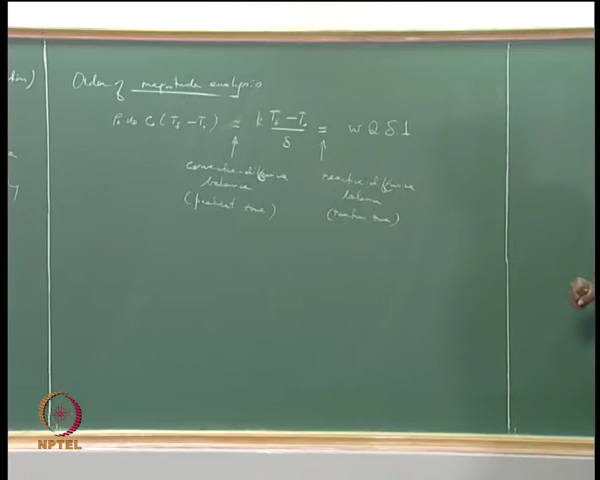 Order of magnitude analysis
ρ₀ u₀ C₀ (T_f − T₀) ≈ k (T_f − T₀)/δ = w Q δ.1
convective-diffusive
balance
(preheat zone)
reactive-diffusive
balance
(reaction zone)
NPTEL